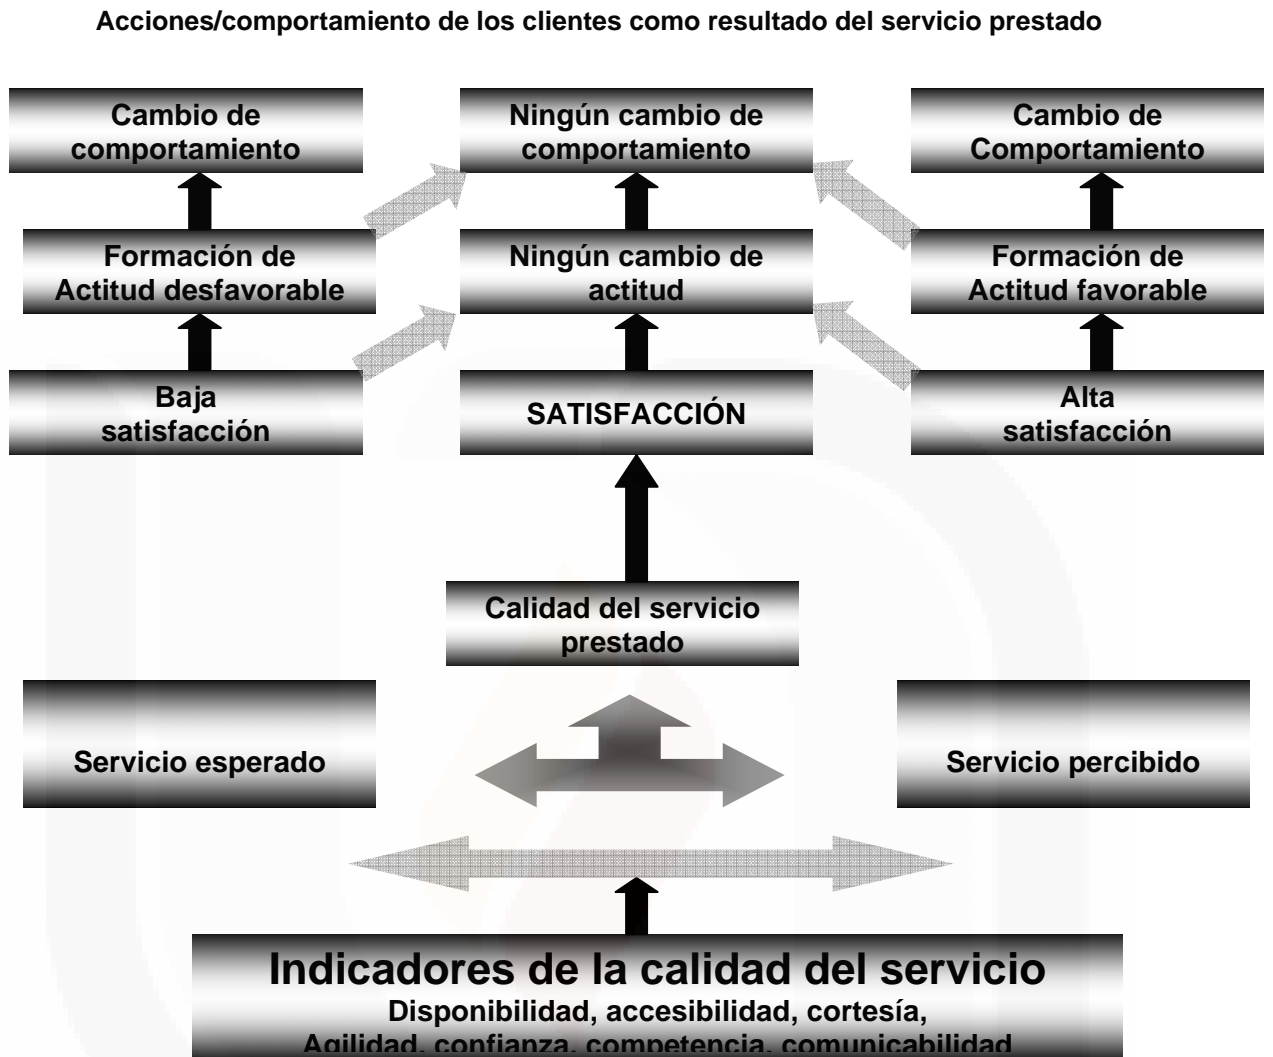 Acciones/comportamiento de los clientes como resultado del servicio prestado
Cambio de
comportamiento
Ningún cambio de
comportamiento
Cambio de
Comportamiento
Formación de
Actitud desfavorable
Ningún cambio de
actitud
Formación de
Actitud favorable
Baja
satisfacción
SATISFACCIÓN
Alta
satisfacción
Calidad del servicio
prestado
Servicio esperado
Servicio percibido
Indicadores de la calidad del servicio
Disponibilidad, accesibilidad, cortesía,
Agilidad, confianza, competencia, comunicabilidad